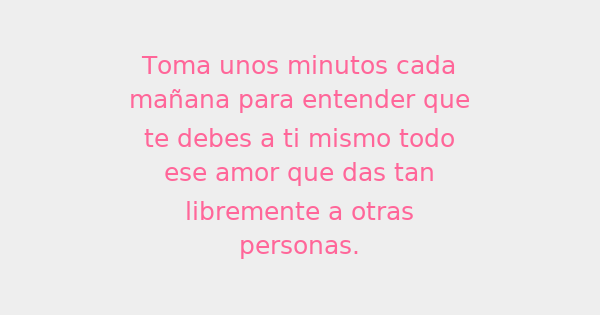 Toma unos minutos cada
mañana para entender que
te debes a ti mismo todo
ese amor que das tan
libremente a otras
personas.